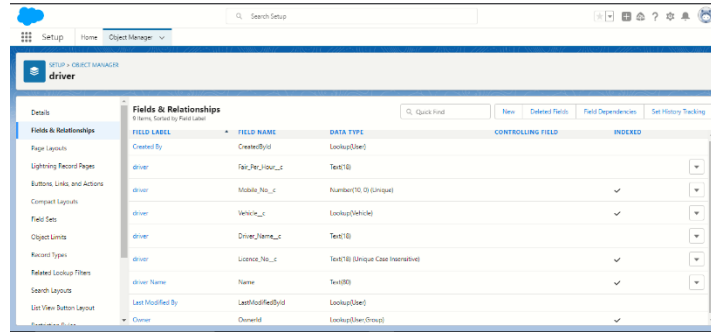 Search Setup
Setup Home Object Manager
SETUP > OBJECT MANAGER
driver
Details
Fields & Relationships
Page Layouts
Lightning Record Pages
Buttons, Links, and Actions
Compact Layouts
Field Sets
Object Limits
Record Types
Related Lookup Filters
Search Layouts
List View Button Layout
Fields & Relationships
9 Items, Sorted by Field Label
Quick Find
New Deleted Fields Field Dependencies Set History Tracking
FIELD LABEL FIELD NAME DATA TYPE CONTROLLING FIELD INDEXED
Created By CreatedById Lookup(User)
driver Fair_Per_Hour__c Text(18)
driver Mobile_No__c Number(10, 0) (Unique)
driver Vehicle__c Lookup(Vehicle)
driver Driver_Name__c Text(18)
driver Licence_No__c Text(18) (Unique Case Insensitive)
driver Name Name Text(80)
Last Modified By LastModifiedById Lookup(User)
Owner OwnerId Lookup(User,Group)